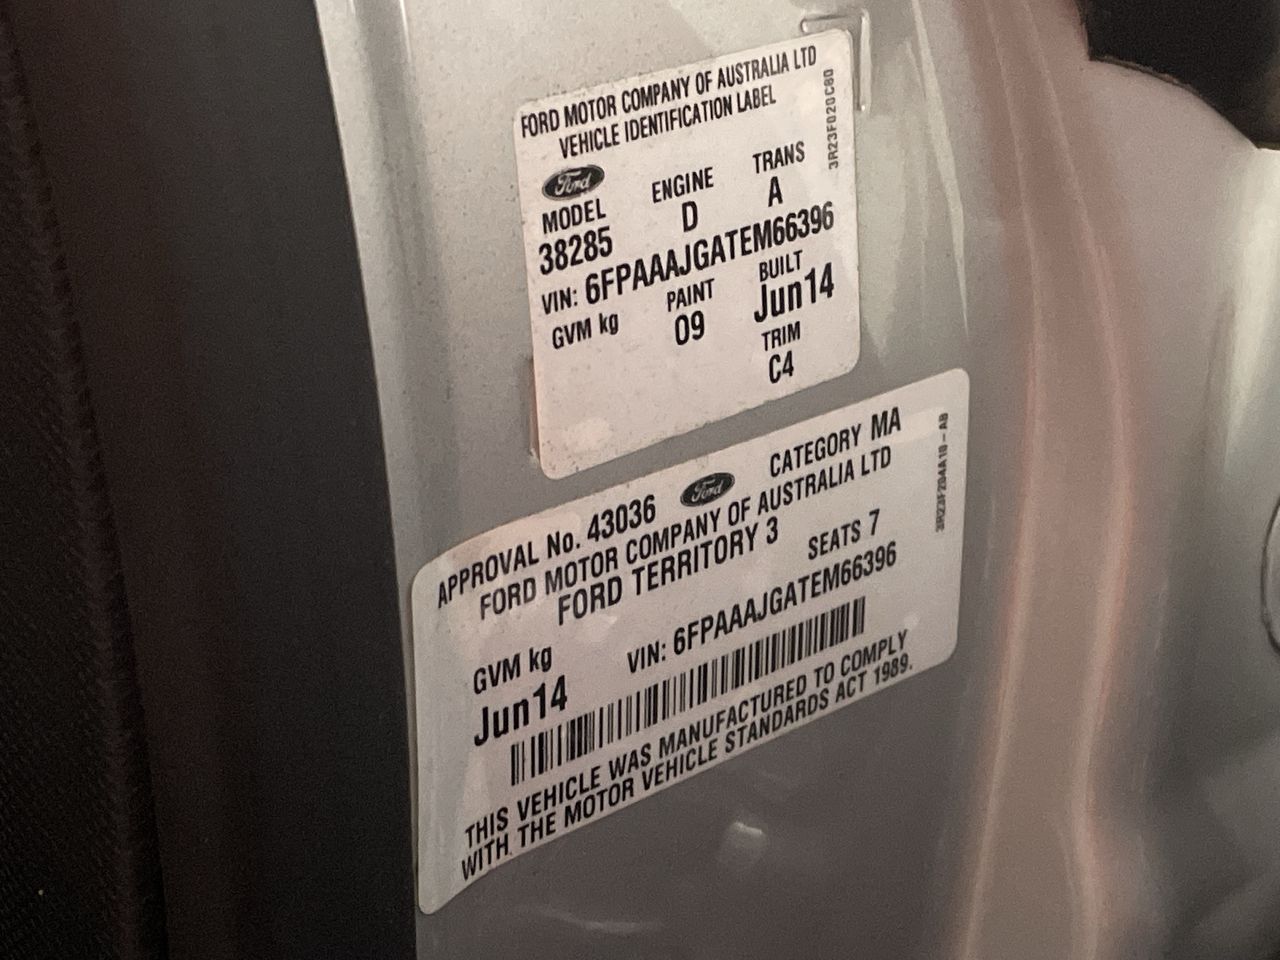 FORD MOTOR COMPANY OF AUSTRALIA LTD
VEHICLE IDENTIFICATION LABEL
3R23F020C80
Ford
MODEL ENGINE TRANS
38285 D A
VIN: 6FPAAAJGATEM66396
GVM kg PAINT BUILT
09 Jun14
TRIM
C4
APPROVAL No. 43036 Ford CATEGORY MA
FORD MOTOR COMPANY OF AUSTRALIA LTD
FORD TERRITORY 3 SEATS 7
3R23F204A10-AB
GVM kg VIN: 6FPAAAJGATEM66396
Jun14
THIS VEHICLE WAS MANUFACTURED TO COMPLY
WITH THE MOTOR VEHICLE STANDARDS ACT 1989.